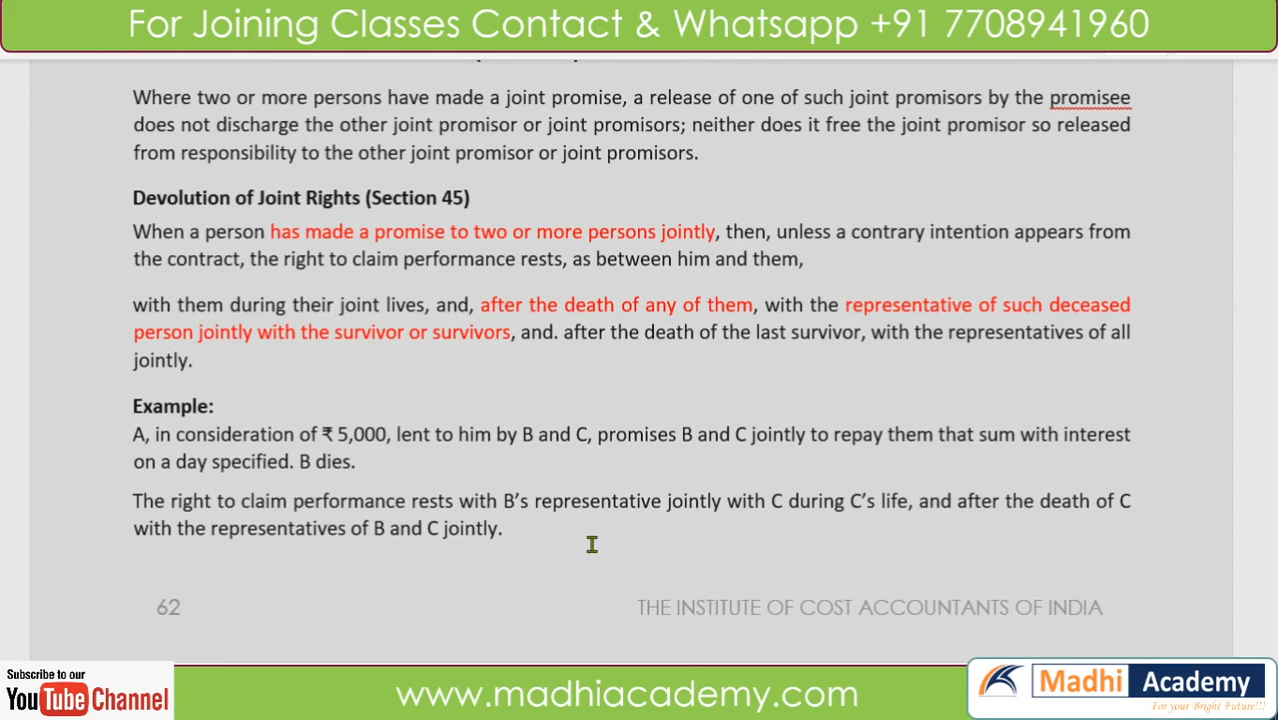 For Joining Classes Contact & Whatsapp +91 7708941960
Where two or more persons have made a joint promise, a release of one of such joint promisors by the promisee
does not discharge the other joint promisor or joint promisors; neither does it free the joint promisor so released
from responsibility to the other joint promisor or joint promisors.
Devolution of Joint Rights (Section 45)
When a person has made a promise to two or more persons jointly, then, unless a contrary intention appears from
the contract, the right to claim performance rests, as between him and them,
with them during their joint lives, and, after the death of any of them, with the representative of such deceased
person jointly with the survivor or survivors, and. after the death of the last survivor, with the representatives of all
jointly.
Example:
A, in consideration of ₹ 5,000, lent to him by B and C, promises B and C jointly to repay them that sum with interest
on a day specified. B dies.
The right to claim performance rests with B’s representative jointly with C during C’s life, and after the death of C
with the representatives of B and C jointly.
62 THE INSTITUTE OF COST ACCOUNTANTS OF INDIA
Subscribe to our
YouTube Channel
www.madhiacademy.com
Madhi Academy
For your Bright Future!!!